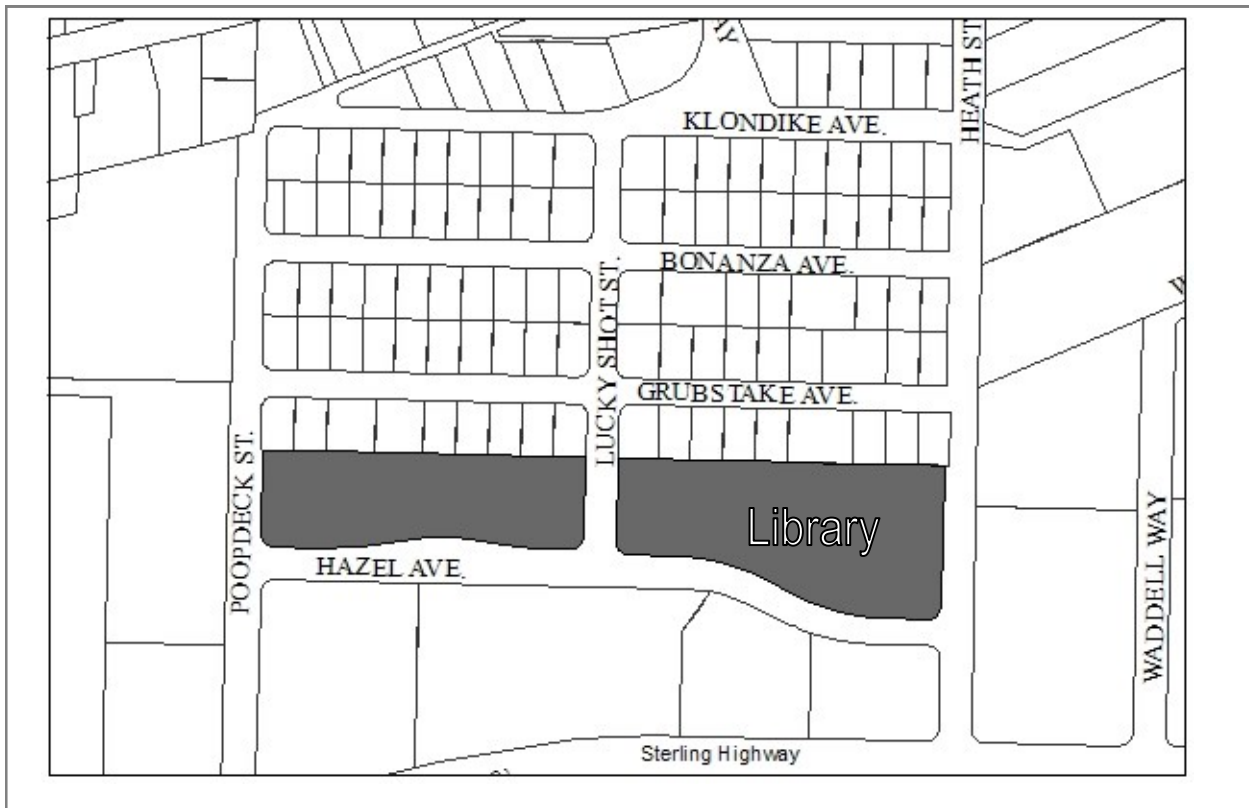 HEATH ST.
KLONDIKE AVE.
BONANZA AVE.
LUCKY SHOT ST.
GRUBSTAKE AVE.
POOPDECK ST.
Library
HAZEL AVE.
WADDELL WAY
Sterling Highway